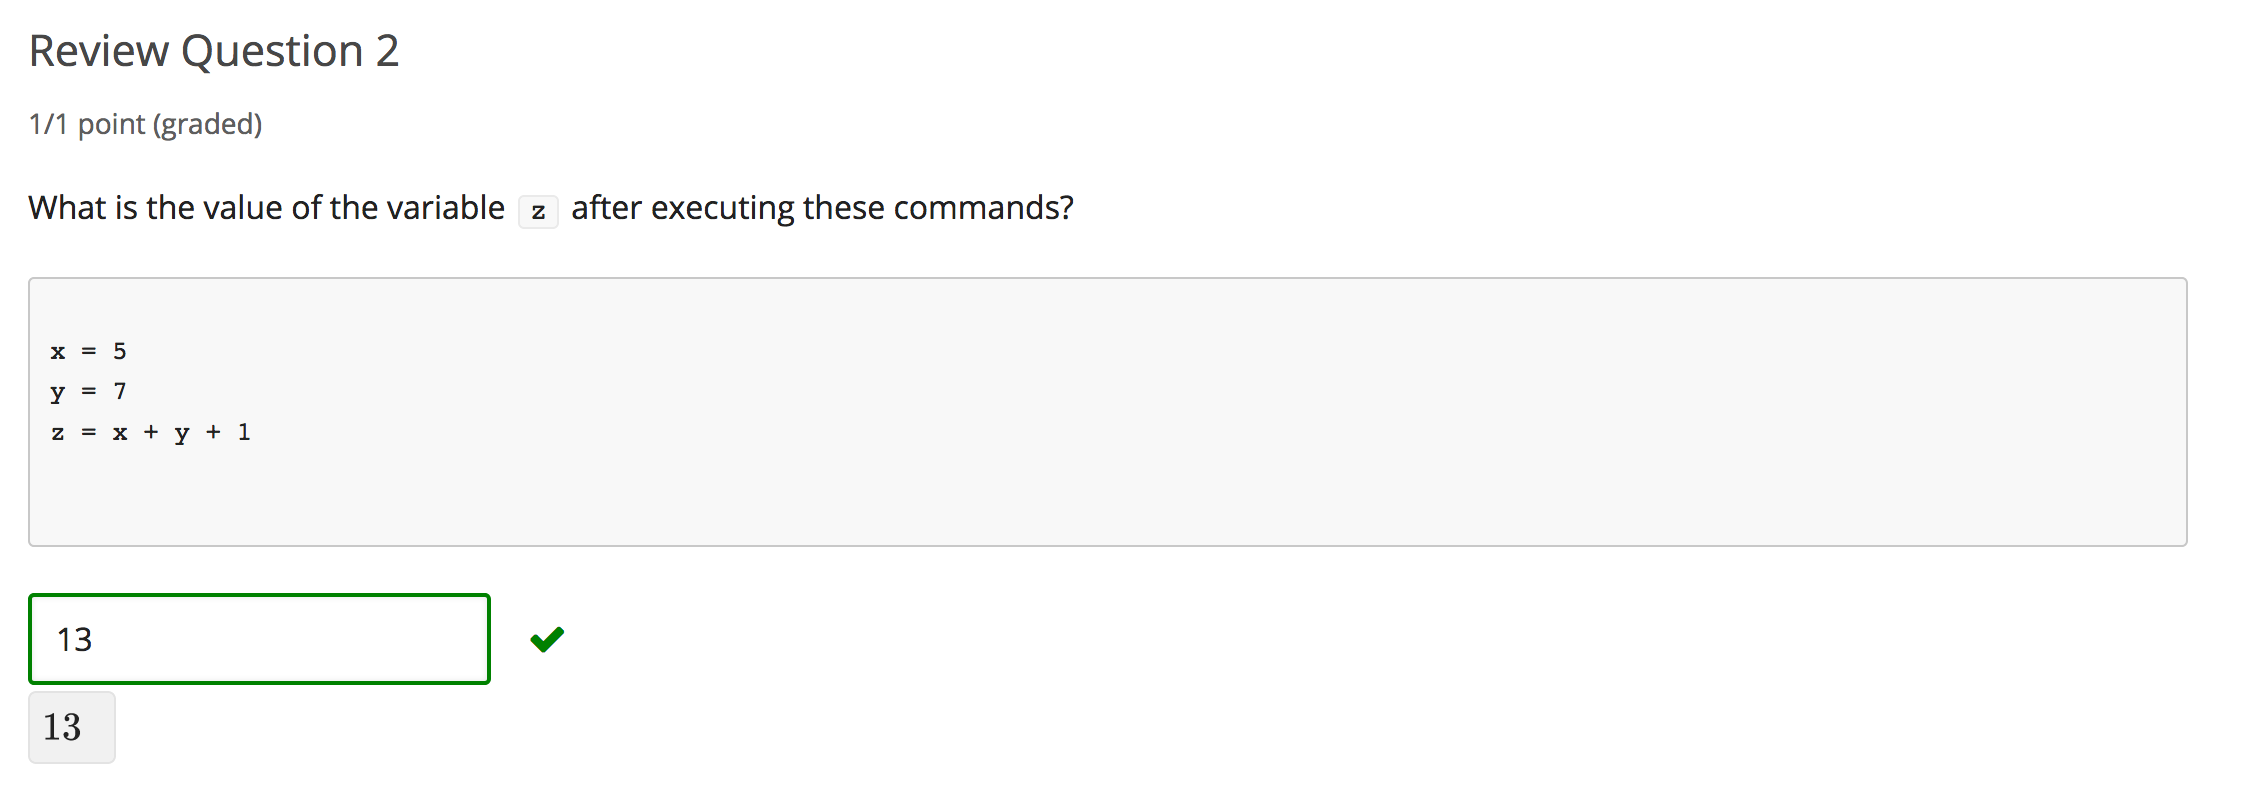 Review Question 2
1/1 point (graded)
What is the value of the variable z after executing these commands?
x = 5
y = 7
z = x + y + 1
13
13